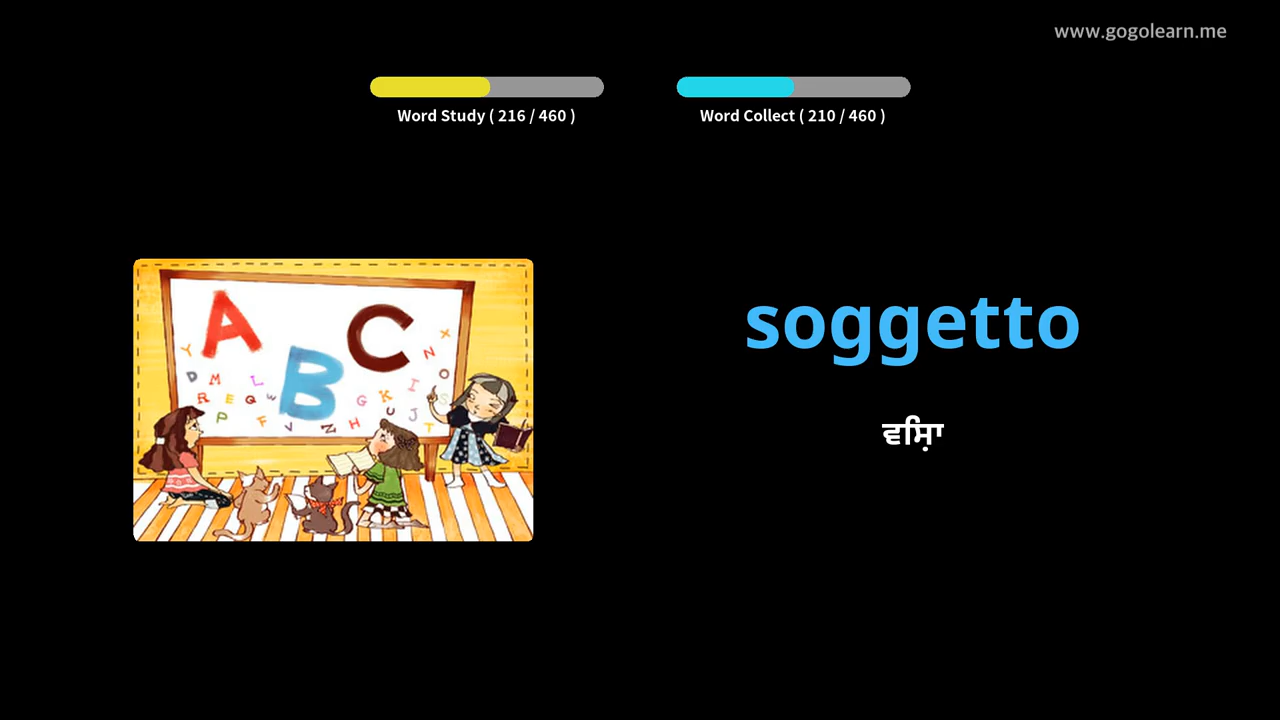 www.gogolearn.me
Word Study ( 216 / 460 )
Word Collect ( 210 / 460 )
A
B
C
Y
X
N
D M L
O
I
R E Q W
G K
U J
P F V Z H T
soggetto
ਵਿਸ਼ਾ